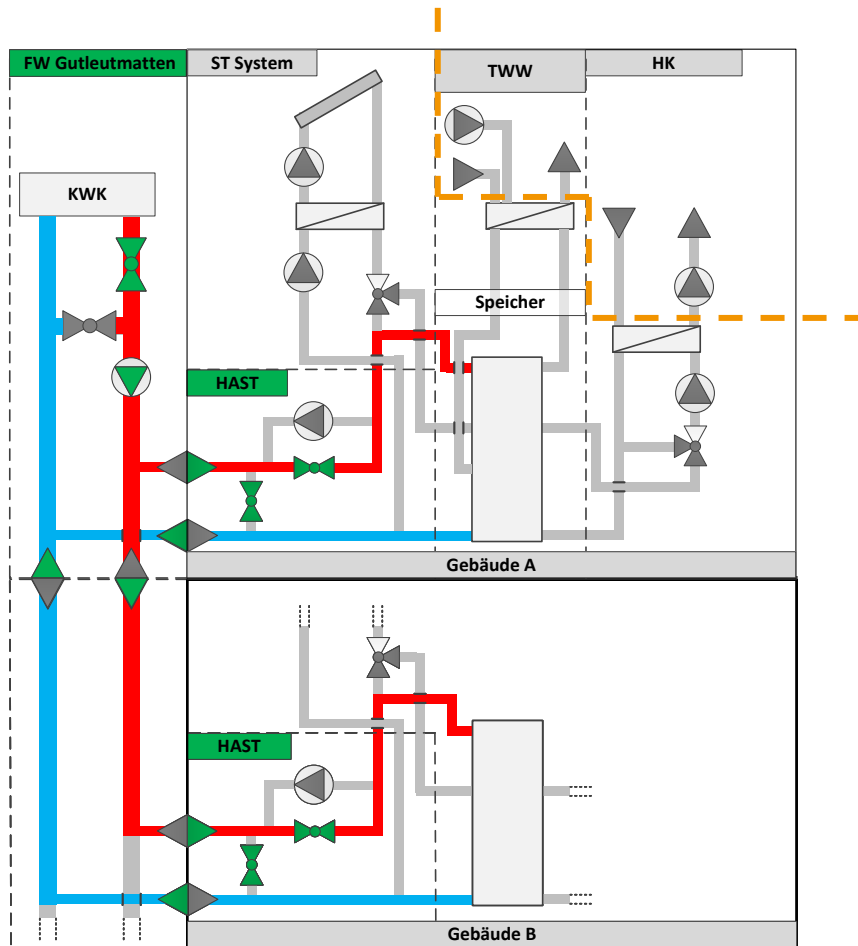 FW Gutleutmatten
ST System
TWW
HK
KWK
Speicher
HAST
Gebäude A
HAST
Gebäude B